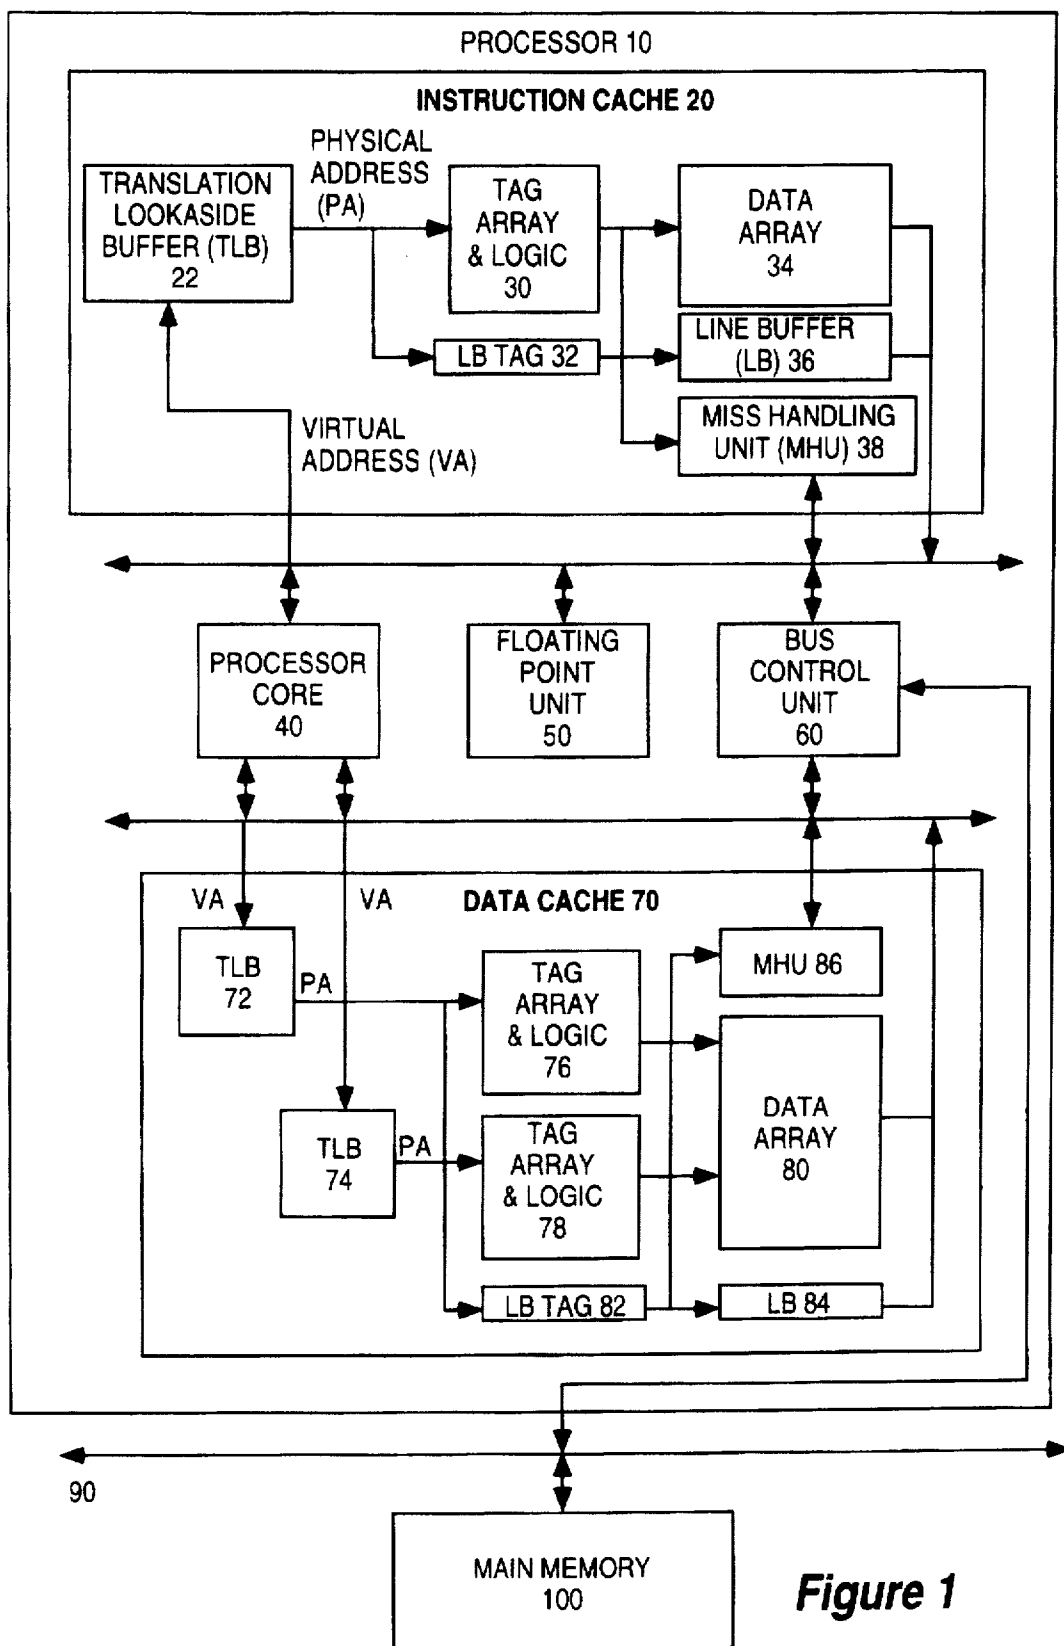 PROCESSOR 10
INSTRUCTION CACHE 20
PHYSICAL
ADDRESS
(PA)
TRANSLATION
LOOKASIDE
BUFFER (TLB)
22
TAG
ARRAY
& LOGIC
30
DATA
ARRAY
34
LB TAG 32
LINE BUFFER
(LB) 36
MISS HANDLING
UNIT (MHU) 38
VIRTUAL
ADDRESS (VA)
PROCESSOR
CORE
40
FLOATING
POINT
UNIT
50
BUS
CONTROL
UNIT
60
VA
VA
DATA CACHE 70
TLB
72
PA
TAG
ARRAY
& LOGIC
76
MHU 86
TLB
74
PA
TAG
ARRAY
& LOGIC
78
DATA
ARRAY
80
LB TAG 82
LB 84
90
MAIN MEMORY
100
Figure 1